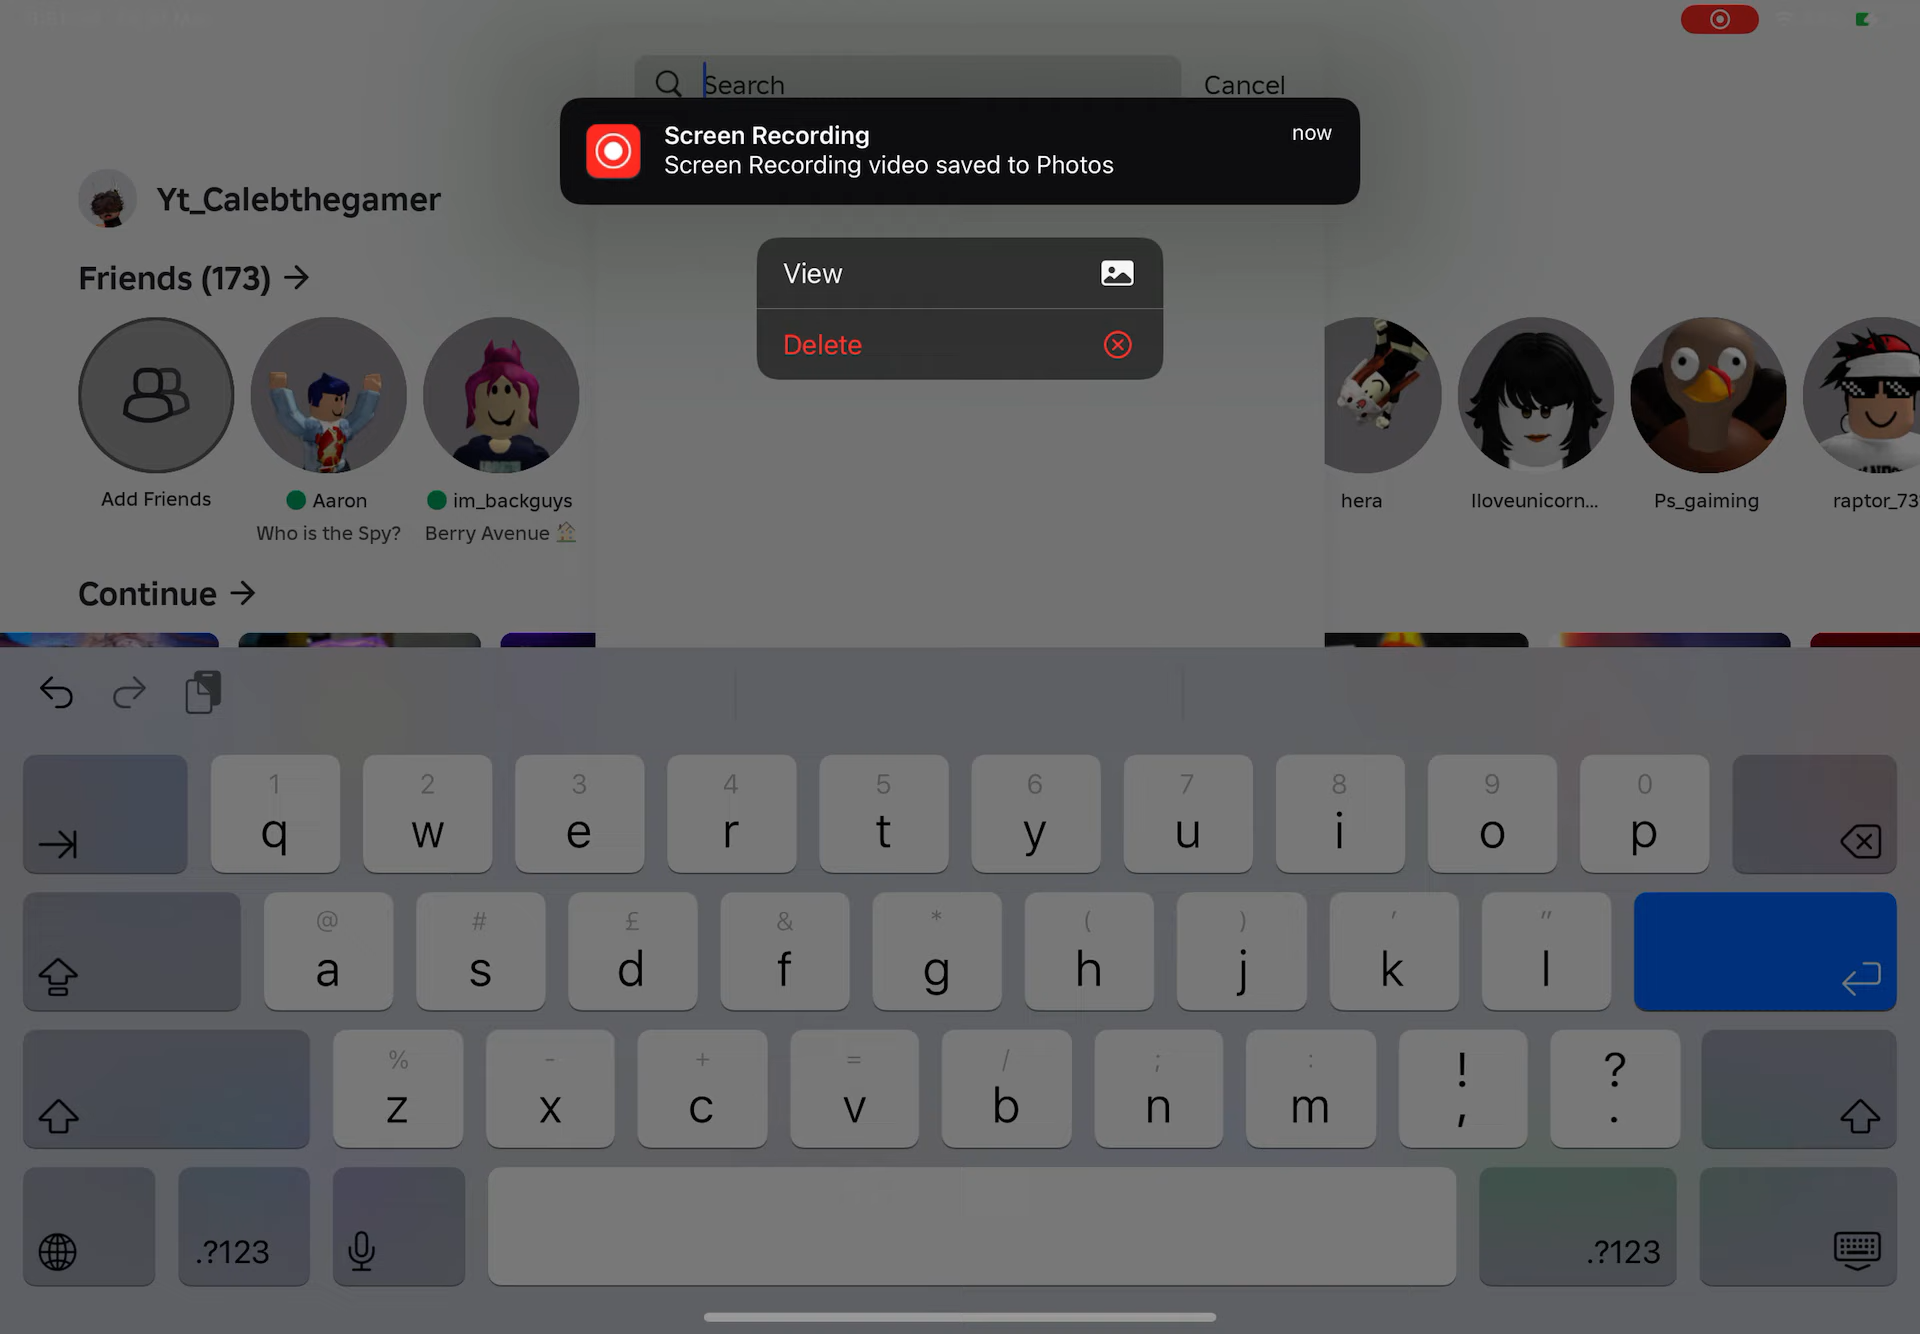 Search
Cancel
Screen Recording
now
Screen Recording video saved to Photos
Yt_Calebthegamer
View
Friends (173) →
Delete
Add Friends
Aaron
im_backguys
hera
Iloveunicorn...
Ps_gaiming
raptor_73
Who is the Spy?
Berry Avenue 🏠
Continue →
1 2 3 4 5 6 7 8 9 0
q w e r t y u i o p
@ # £ & * ( ) ' "
a s d f g h j k l
% - + = / ; : ! ?
z x c v b n m , .
.?123
.?123